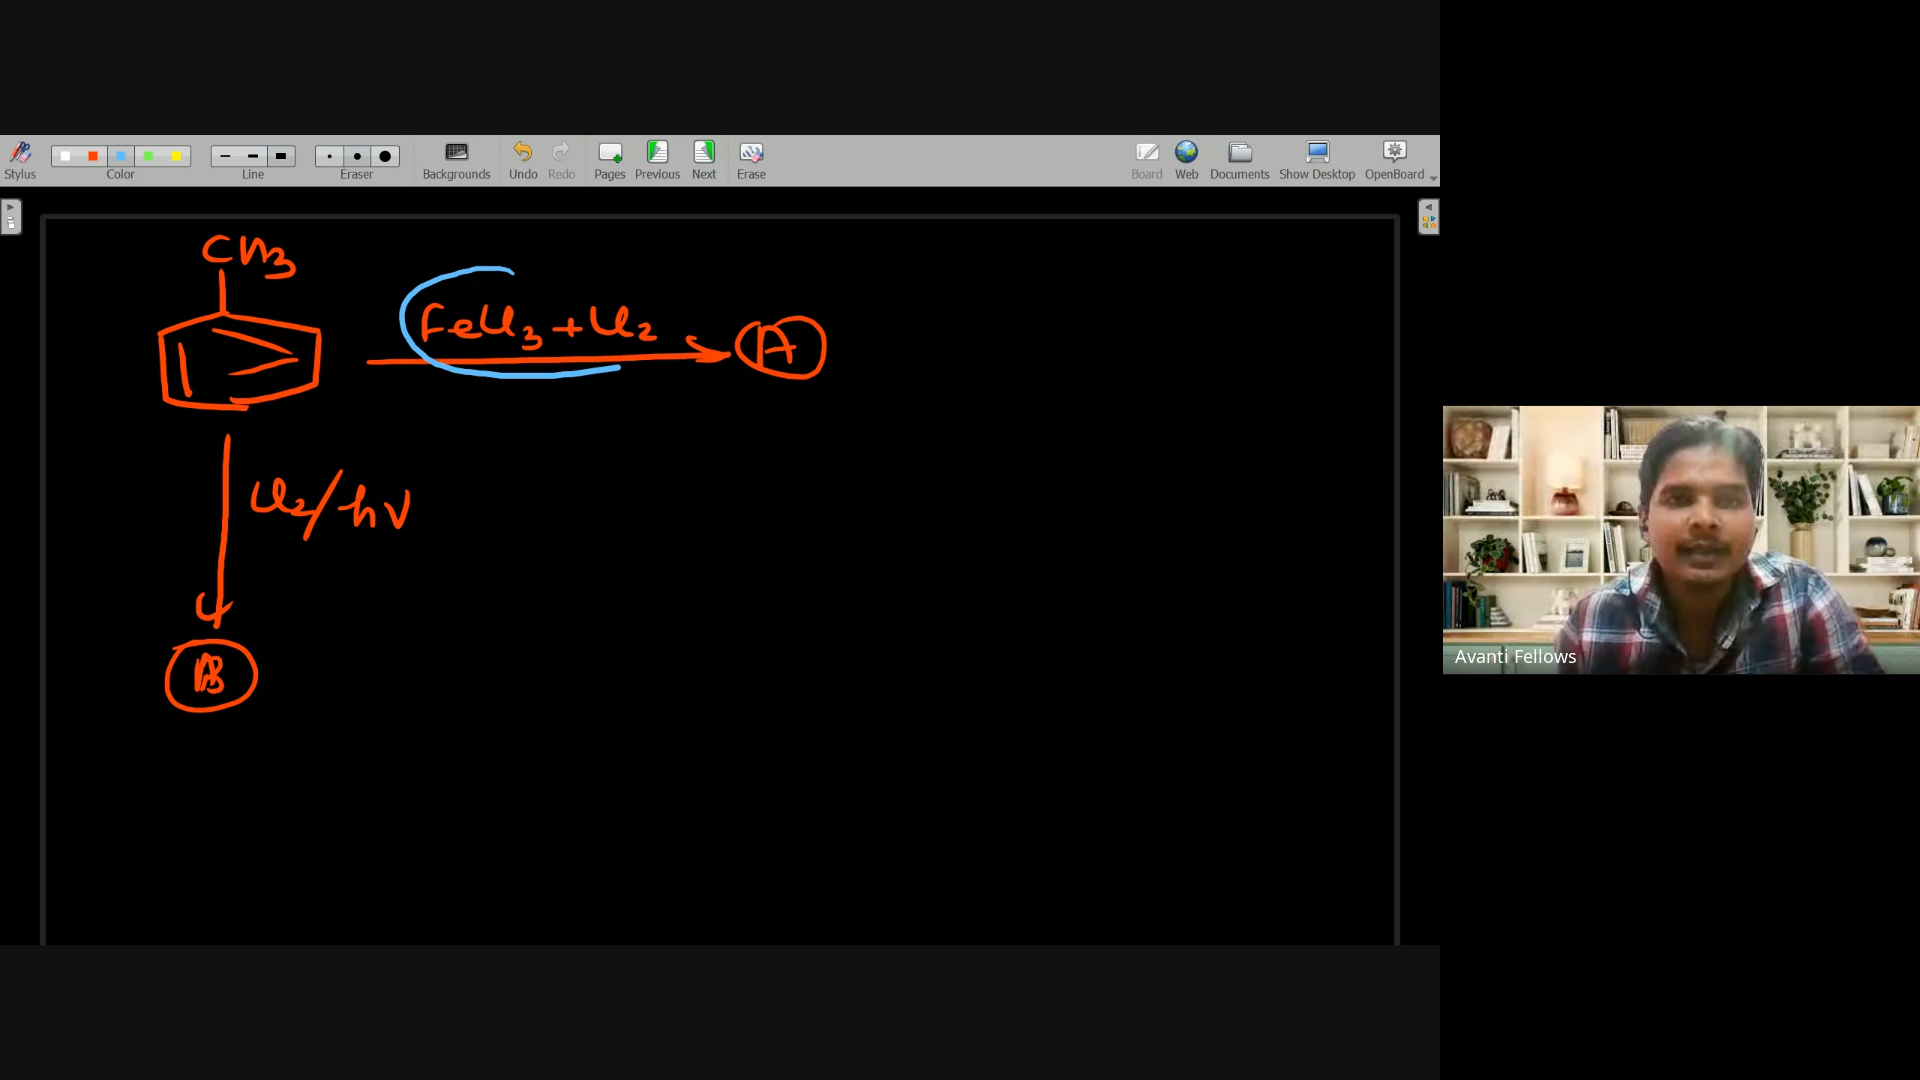 Stylus Color Line Eraser Backgrounds Undo Redo Pages Previous Next Erase Board Web Documents Show Desktop OpenBoard
CH3
FeCl3 + Cl2
A
Cl2/hν
B
Avanti Fellows